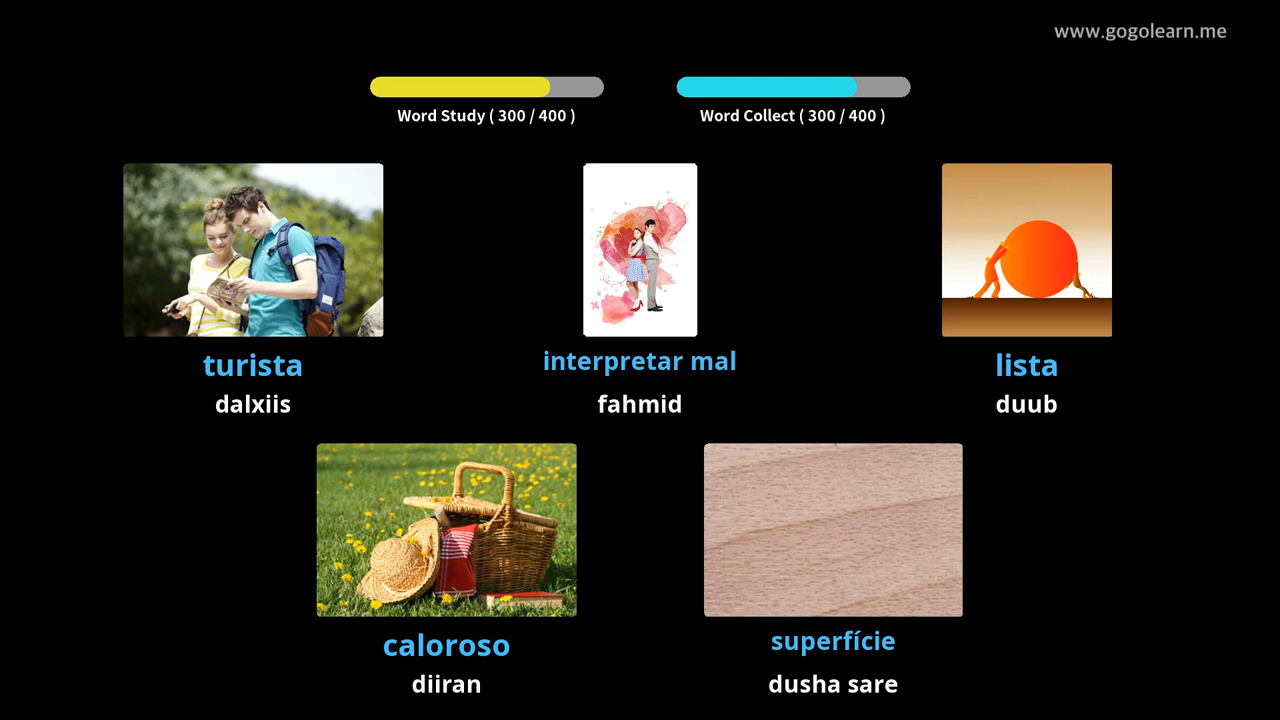 www.gogolearn.me
Word Study ( 300 / 400 )
Word Collect ( 300 / 400 )
turista
dalxiis
interpretar mal
fahmid
lista
duub
caloroso
diiran
superfície
dusha sare